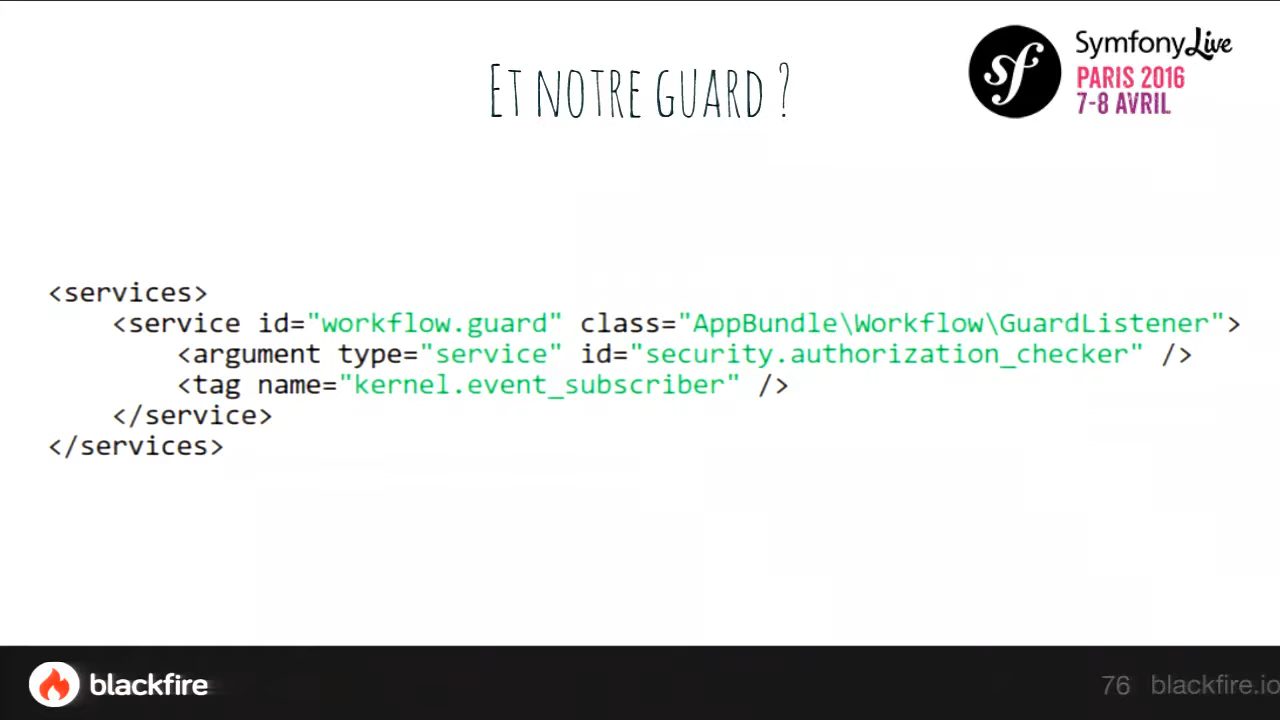 ET NOTRE GUARD ?
SymfonyLive
PARIS 2016
7-8 AVRIL
<services>
    <service id="workflow.guard" class="AppBundle\Workflow\GuardListener">
        <argument type="service" id="security.authorization_checker" />
        <tag name="kernel.event_subscriber" />
    </service>
</services>
blackfire
76 blackfire.io